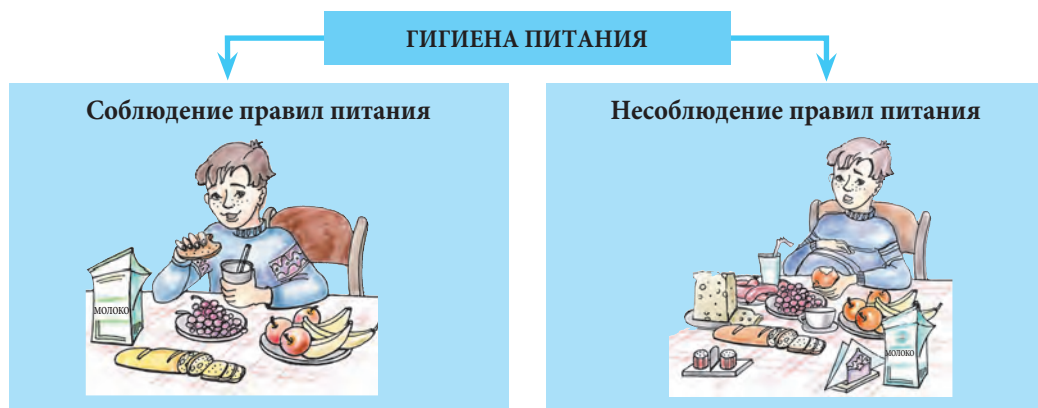 ГИГИЕНА ПИТАНИЯ
Соблюдение правил питания
Несоблюдение правил питания
МОЛОКО
МОЛОКО